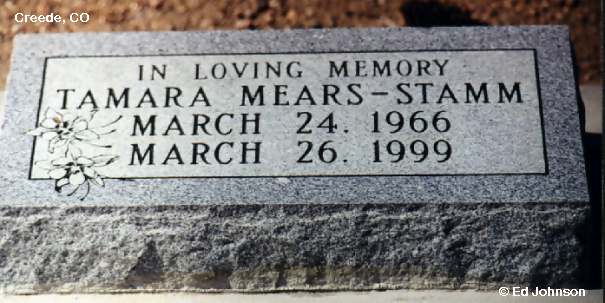 Creede, CO
IN LOVING MEMORY
TAMARA MEARS-STAMM
MARCH 24. 1966
MARCH 26. 1999
© Ed Johnson